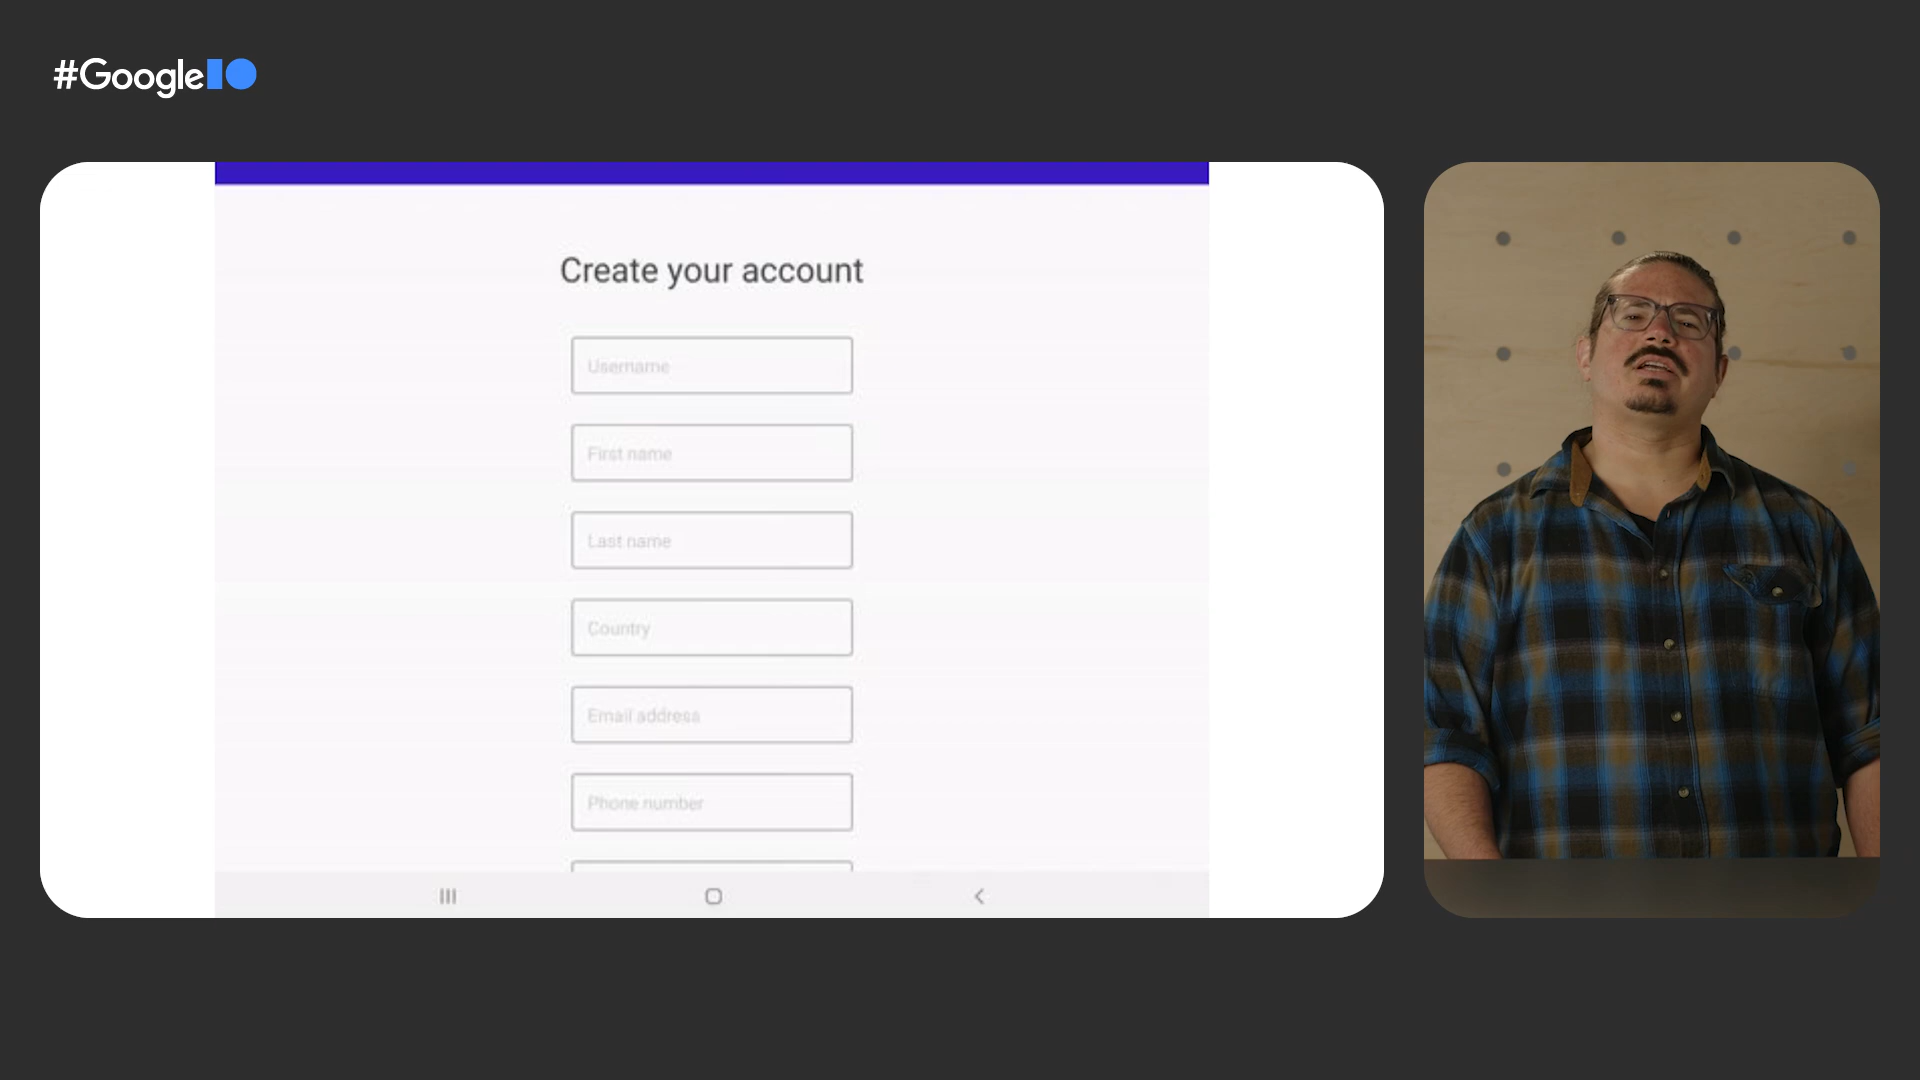 #GoogleIO
Create your account
Username
First name
Last name
Country
Email address
Phone number